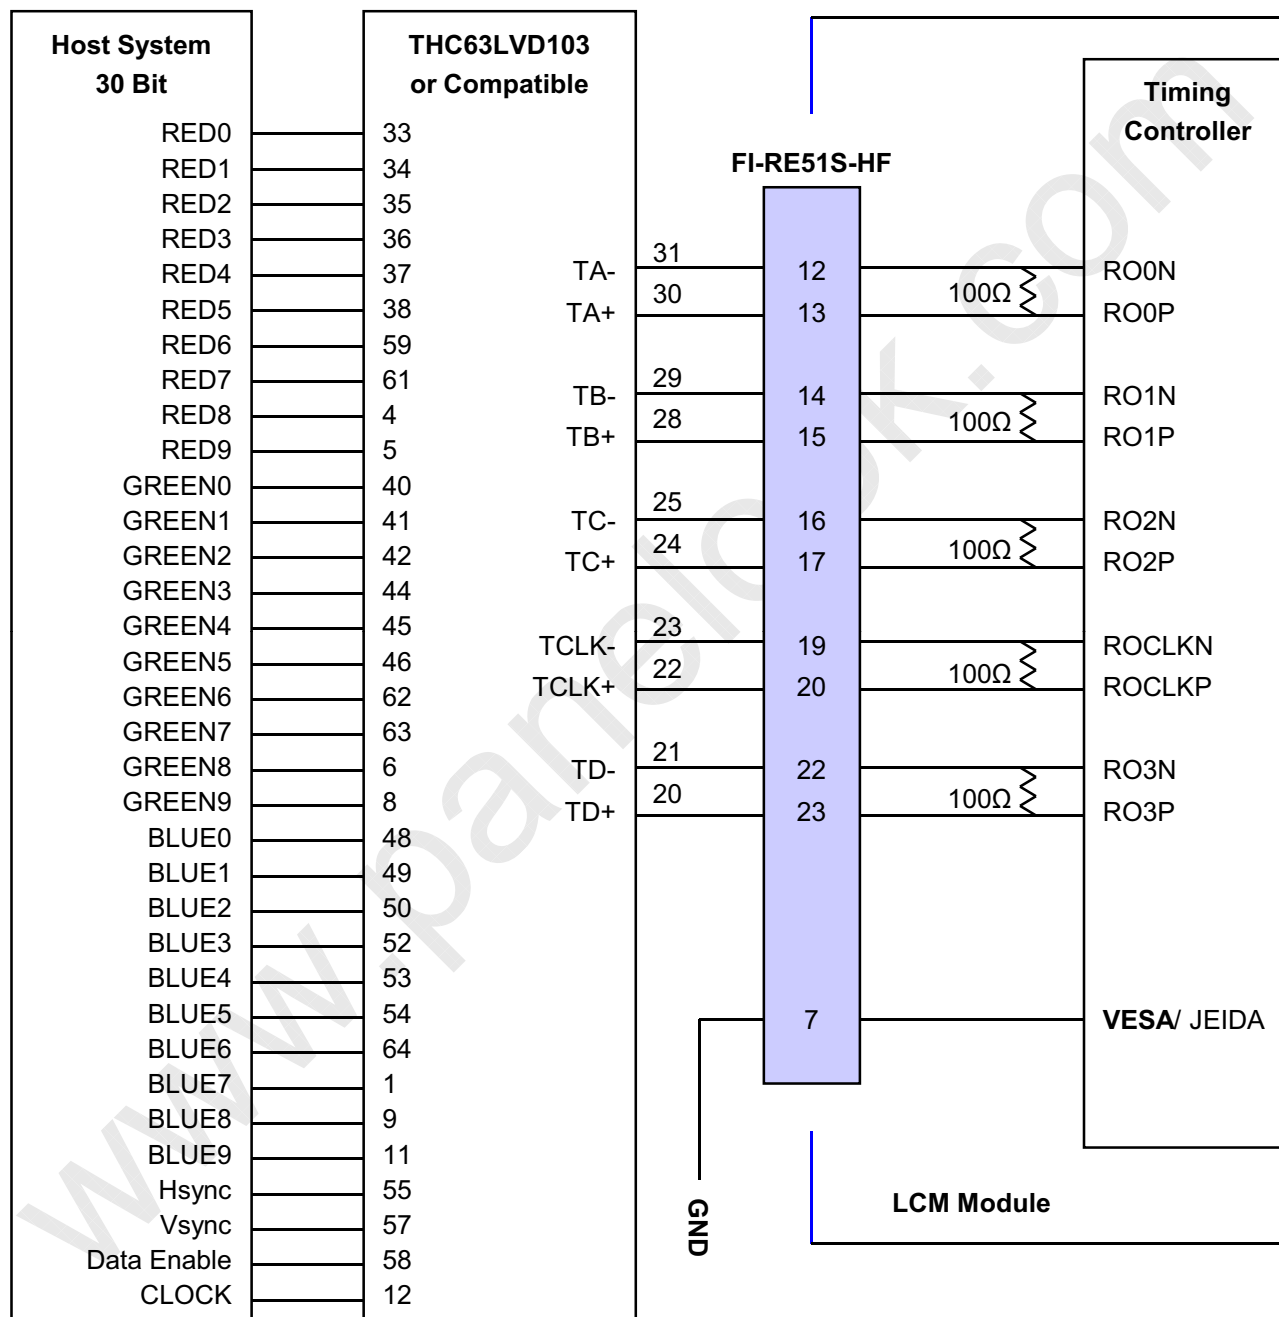 Host System
30 Bit
RED0 33
RED1 34
RED2 35
RED3 36
RED4 37
RED5 38
RED6 59
RED7 61
RED8 4
RED9 5
GREEN0 40
GREEN1 41
GREEN2 42
GREEN3 44
GREEN4 45
GREEN5 46
GREEN6 62
GREEN7 63
GREEN8 6
GREEN9 8
BLUE0 48
BLUE1 49
BLUE2 50
BLUE3 52
BLUE4 53
BLUE5 54
BLUE6 64
BLUE7 1
BLUE8 9
BLUE9 11
Hsync 55
Vsync 57
Data Enable 58
CLOCK 12
THC63LVD103
or Compatible
TA- 31
TA+ 30
TB- 29
TB+ 28
TC- 25
TC+ 24
TCLK- 23
TCLK+ 22
TD- 21
TD+ 20
FI-RE51S-HF
12
13
14
15
16
17
19
20
22
23
7
GND
100Ω
100Ω
100Ω
100Ω
100Ω
Timing
Controller
RO0N
RO0P
RO1N
RO1P
RO2N
RO2P
ROCLKN
ROCLKP
RO3N
RO3P
VESA/ JEIDA
LCM Module
www.panelook.com